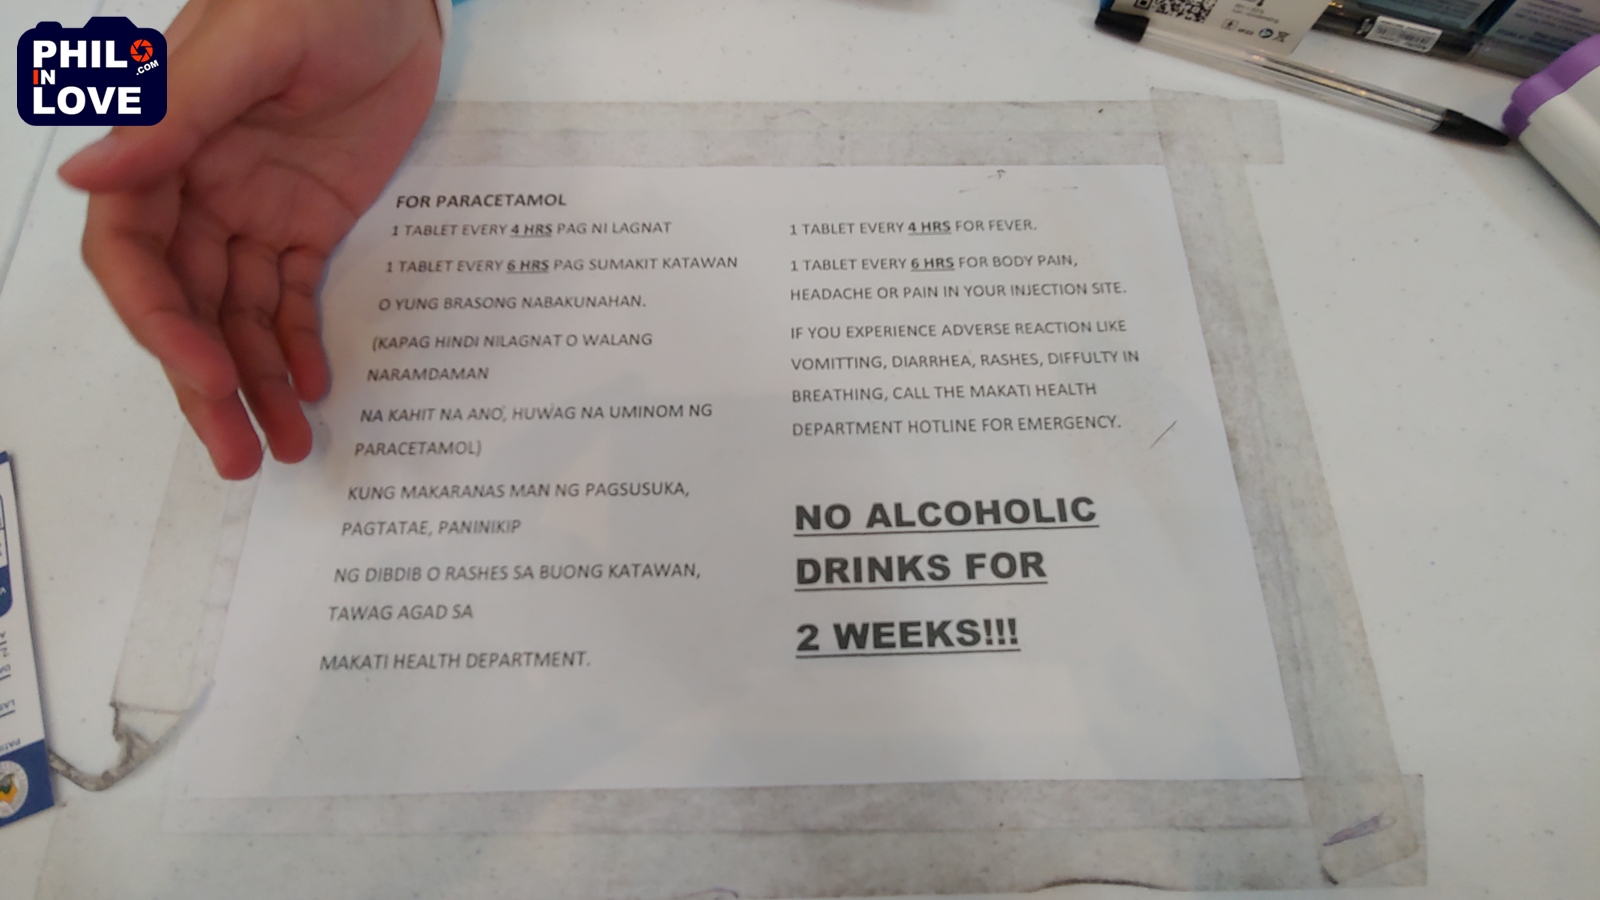 PHIL
IN
.COM
LOVE
FOR PARACETAMOL
1 TABLET EVERY 4 HRS PAG NI LAGNAT
1 TABLET EVERY 6 HRS PAG SUMAKIT KATAWAN
O YUNG BRASONG NABAKUNAHAN.
(KAPAG HINDI NILAGNAT O WALANG
NARAMDAMAN
NA KAHIT NA ANO, HUWAG NA UMINOM NG
PARACETAMOL)
KUNG MAKARANAS MAN NG PAGSUSUKA,
PAGTATAE, PANINIKIP
NG DIBDIB O RASHES SA BUONG KATAWAN,
TAWAG AGAD SA
MAKATI HEALTH DEPARTMENT.
1 TABLET EVERY 4 HRS FOR FEVER.
1 TABLET EVERY 6 HRS FOR BODY PAIN,
HEADACHE OR PAIN IN YOUR INJECTION SITE.
IF YOU EXPERIENCE ADVERSE REACTION LIKE
VOMITTING, DIARRHEA, RASHES, DIFFULTY IN
BREATHING, CALL THE MAKATI HEALTH
DEPARTMENT HOTLINE FOR EMERGENCY.
NO ALCOHOLIC
DRINKS FOR
2 WEEKS!!!